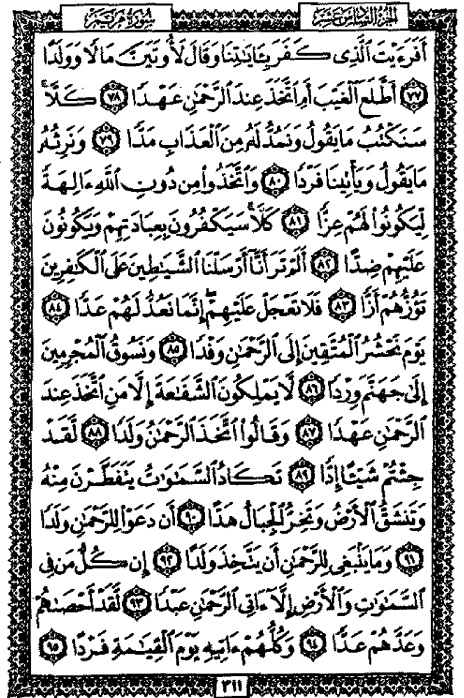 الجزء السادس عشر
سورة مريم
أَفَرَءَيْتَ ٱلَّذِى كَفَرَ بِـَٔايَـٰتِنَا وَقَالَ لَأُوتَيَنَّ مَالًا وَوَلَدًا
٧٧ أَطَّلَعَ ٱلْغَيْبَ أَمِ ٱتَّخَذَ عِندَ ٱلرَّحْمَـٰنِ عَهْدًا ٧٨ كَلَّا ۚ
سَنَكْتُبُ مَا يَقُولُ وَنَمُدُّ لَهُۥ مِنَ ٱلْعَذَابِ مَدًّا ٧٩ وَنَرِثُهُۥ
مَا يَقُولُ وَيَأْتِينَا فَرْدًا ٨٠ وَٱتَّخَذُوا۟ مِن دُونِ ٱللَّهِ ءَالِهَةً
لِّيَكُونُوا۟ لَهُمْ عِزًّا ٨١ كَلَّا ۚ سَيَكْفُرُونَ بِعِبَادَتِهِمْ وَيَكُونُونَ
عَلَيْهِمْ ضِدًّا ٨٢ أَلَمْ تَرَ أَنَّآ أَرْسَلْنَا ٱلشَّيَـٰطِينَ عَلَى ٱلْكَـٰفِرِينَ
تَؤُزُّهُمْ أَزًّا ٨٣ فَلَا تَعْجَلْ عَلَيْهِمْ ۖ إِنَّمَا نَعُدُّ لَهُمْ عَدًّا ٨٤
يَوْمَ نَحْشُرُ ٱلْمُتَّقِينَ إِلَى ٱلرَّحْمَـٰنِ وَفْدًا ٨٥ وَنَسُوقُ ٱلْمُجْرِمِينَ
إِلَىٰ جَهَنَّمَ وِرْدًا ٨٦ لَّا يَمْلِكُونَ ٱلشَّفَـٰعَةَ إِلَّا مَنِ ٱتَّخَذَ عِندَ
ٱلرَّحْمَـٰنِ عَهْدًا ٨٧ وَقَالُوا۟ ٱتَّخَذَ ٱلرَّحْمَـٰنُ وَلَدًا ٨٨ لَّقَدْ
جِئْتُمْ شَيْـًٔا إِدًّا ٨٩ تَكَادُ ٱلسَّمَـٰوَٰتُ يَتَفَطَّرْنَ مِنْهُ
وَتَنشَقُّ ٱلْأَرْضُ وَتَخِرُّ ٱلْجِبَالُ هَدًّا ٩٠ أَن دَعَوْا۟ لِلرَّحْمَـٰنِ وَلَدًا
٩١ وَمَا يَنۢبَغِى لِلرَّحْمَـٰنِ أَن يَتَّخِذَ وَلَدًا ٩٢ إِن كُلُّ مَن فِى
ٱلسَّمَـٰوَٰتِ وَٱلْأَرْضِ إِلَّآ ءَاتِى ٱلرَّحْمَـٰنِ عَبْدًا ٩٣ لَّقَدْ أَحْصَىٰهُمْ
وَعَدَّهُمْ عَدًّا ٩٤ وَكُلُّهُمْ ءَاتِيهِ يَوْمَ ٱلْقِيَـٰمَةِ فَرْدًا ٩٥
٣١١